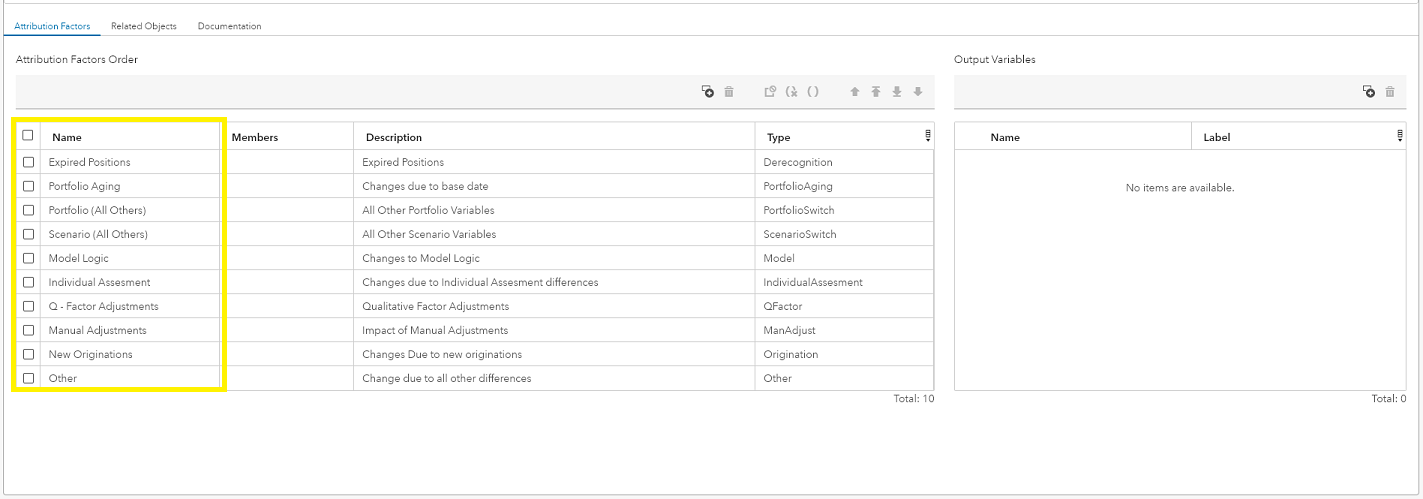 Attribution Factors Related Objects Documentation
Attribution Factors Order
Output Variables
Name Members Description Type
Expired Positions Expired Positions Derecognition
Portfolio Aging Changes due to base date PortfolioAging
Portfolio (All Others) All Other Portfolio Variables PortfolioSwitch
Scenario (All Others) All Other Scenario Variables ScenarioSwitch
Model Logic Changes to Model Logic Model
Individual Assesment Changes due to Individual Assesment differences IndividualAssesment
Q - Factor Adjustments Qualitative Factor Adjustments QFactor
Manual Adjustments Impact of Manual Adjustments ManAdjust
New Originations Changes Due to new originations Origination
Other Change due to all other differences Other
Total: 10
Name Label
No items are available.
Total: 0